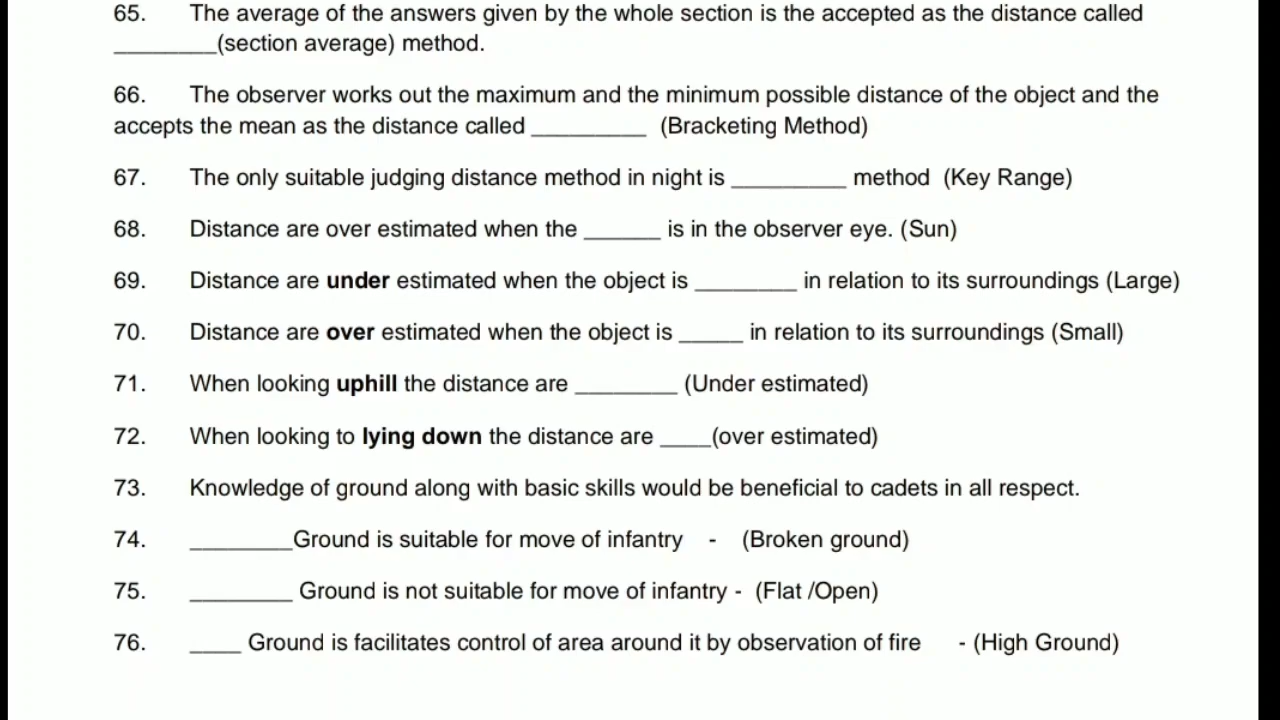 65. The average of the answers given by the whole section is the accepted as the distance called
________(section average) method.
66. The observer works out the maximum and the minimum possible distance of the object and the
accepts the mean as the distance called _________ (Bracketing Method)
67. The only suitable judging distance method in night is _________ method (Key Range)
68. Distance are over estimated when the ______ is in the observer eye. (Sun)
69. Distance are under estimated when the object is ________ in relation to its surroundings (Large)
70. Distance are over estimated when the object is _____ in relation to its surroundings (Small)
71. When looking uphill the distance are ________ (Under estimated)
72. When looking to lying down the distance are ____(over estimated)
73. Knowledge of ground along with basic skills would be beneficial to cadets in all respect.
74. ________Ground is suitable for move of infantry - (Broken ground)
75. ________ Ground is not suitable for move of infantry - (Flat /Open)
76. ____ Ground is facilitates control of area around it by observation of fire - (High Ground)